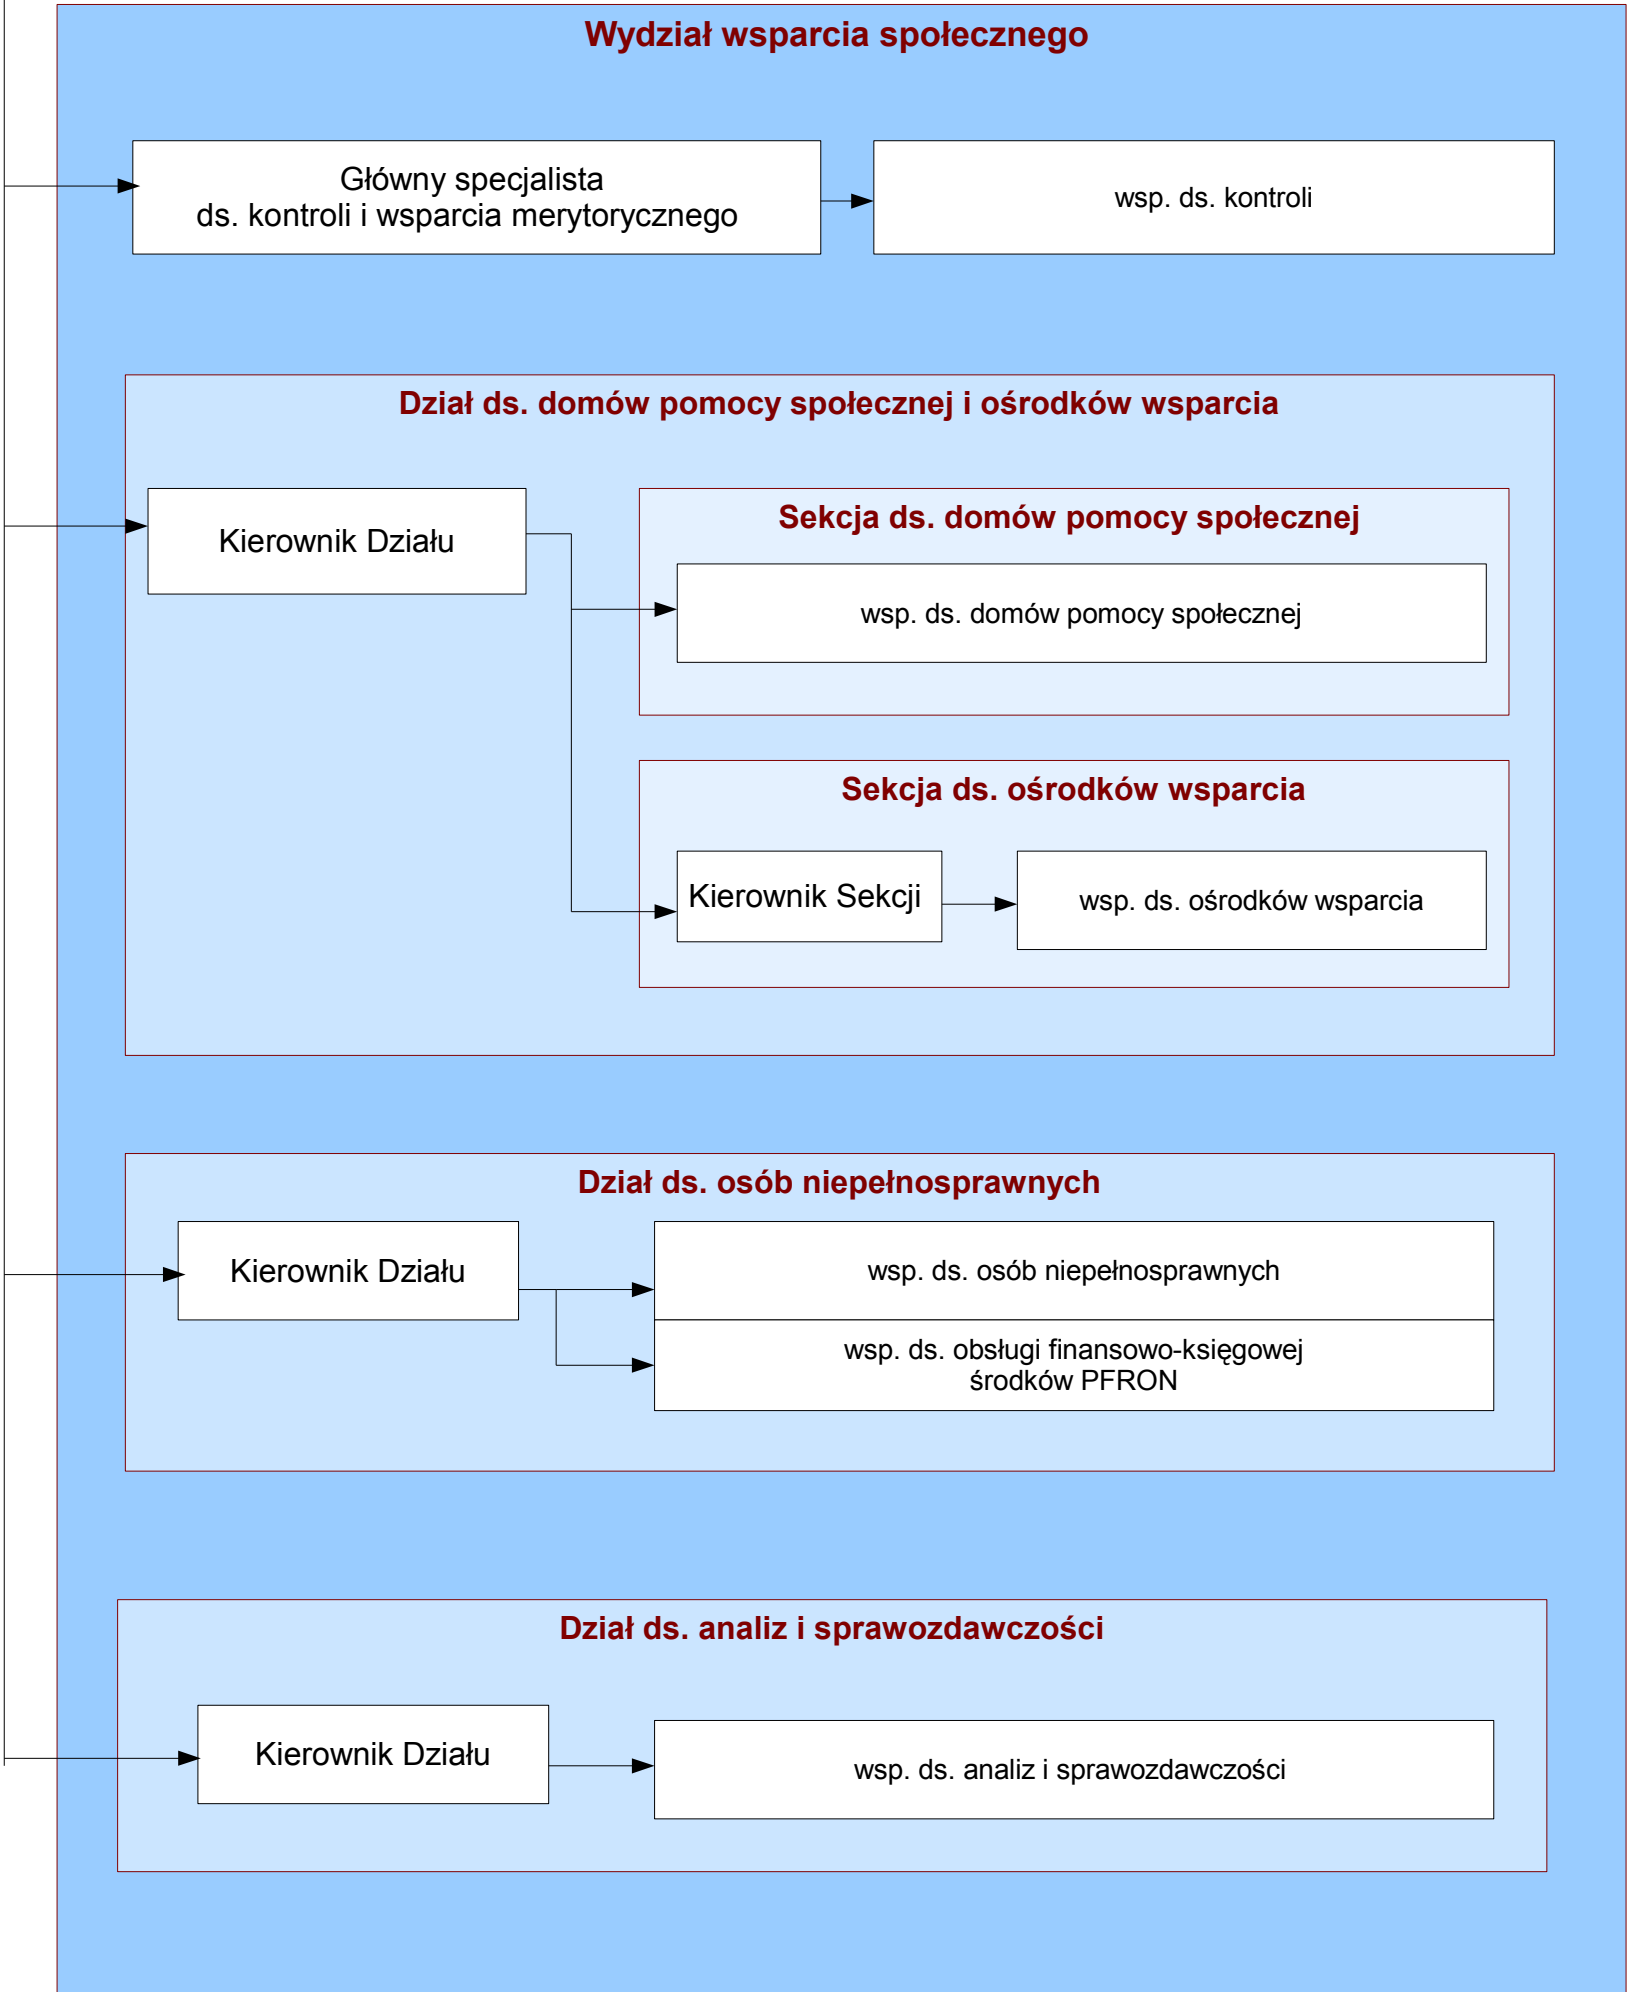 Wydział wsparcia społecznego
Główny specjalista
ds. kontroli i wsparcia merytorycznego
wsp. ds. kontroli
Dział ds. domów pomocy społecznej i ośrodków wsparcia
Kierownik Działu
Sekcja ds. domów pomocy społecznej
wsp. ds. domów pomocy społecznej
Sekcja ds. ośrodków wsparcia
Kierownik Sekcji
wsp. ds. ośrodków wsparcia
Dział ds. osób niepełnosprawnych
Kierownik Działu
wsp. ds. osób niepełnosprawnych
wsp. ds. obsługi finansowo-księgowej
środków PFRON
Dział ds. analiz i sprawozdawczości
Kierownik Działu
wsp. ds. analiz i sprawozdawczości